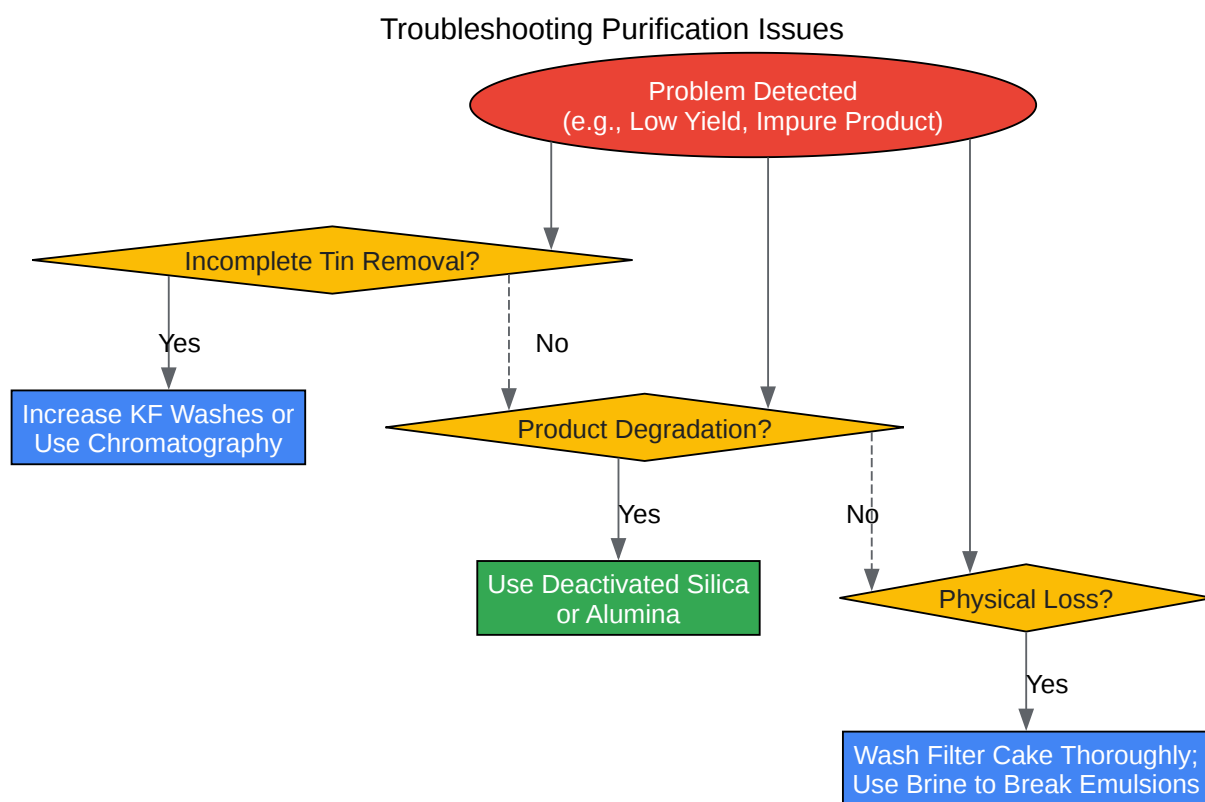 Troubleshooting Purification Issues
Problem Detected
(e.g., Low Yield, Impure Product)
Incomplete Tin Removal?
Yes
No
Increase KF Washes or
Use Chromatography
Product Degradation?
Yes
No
Use Deactivated Silica
or Alumina
Physical Loss?
Yes
Wash Filter Cake Thoroughly;
Use Brine to Break Emulsions